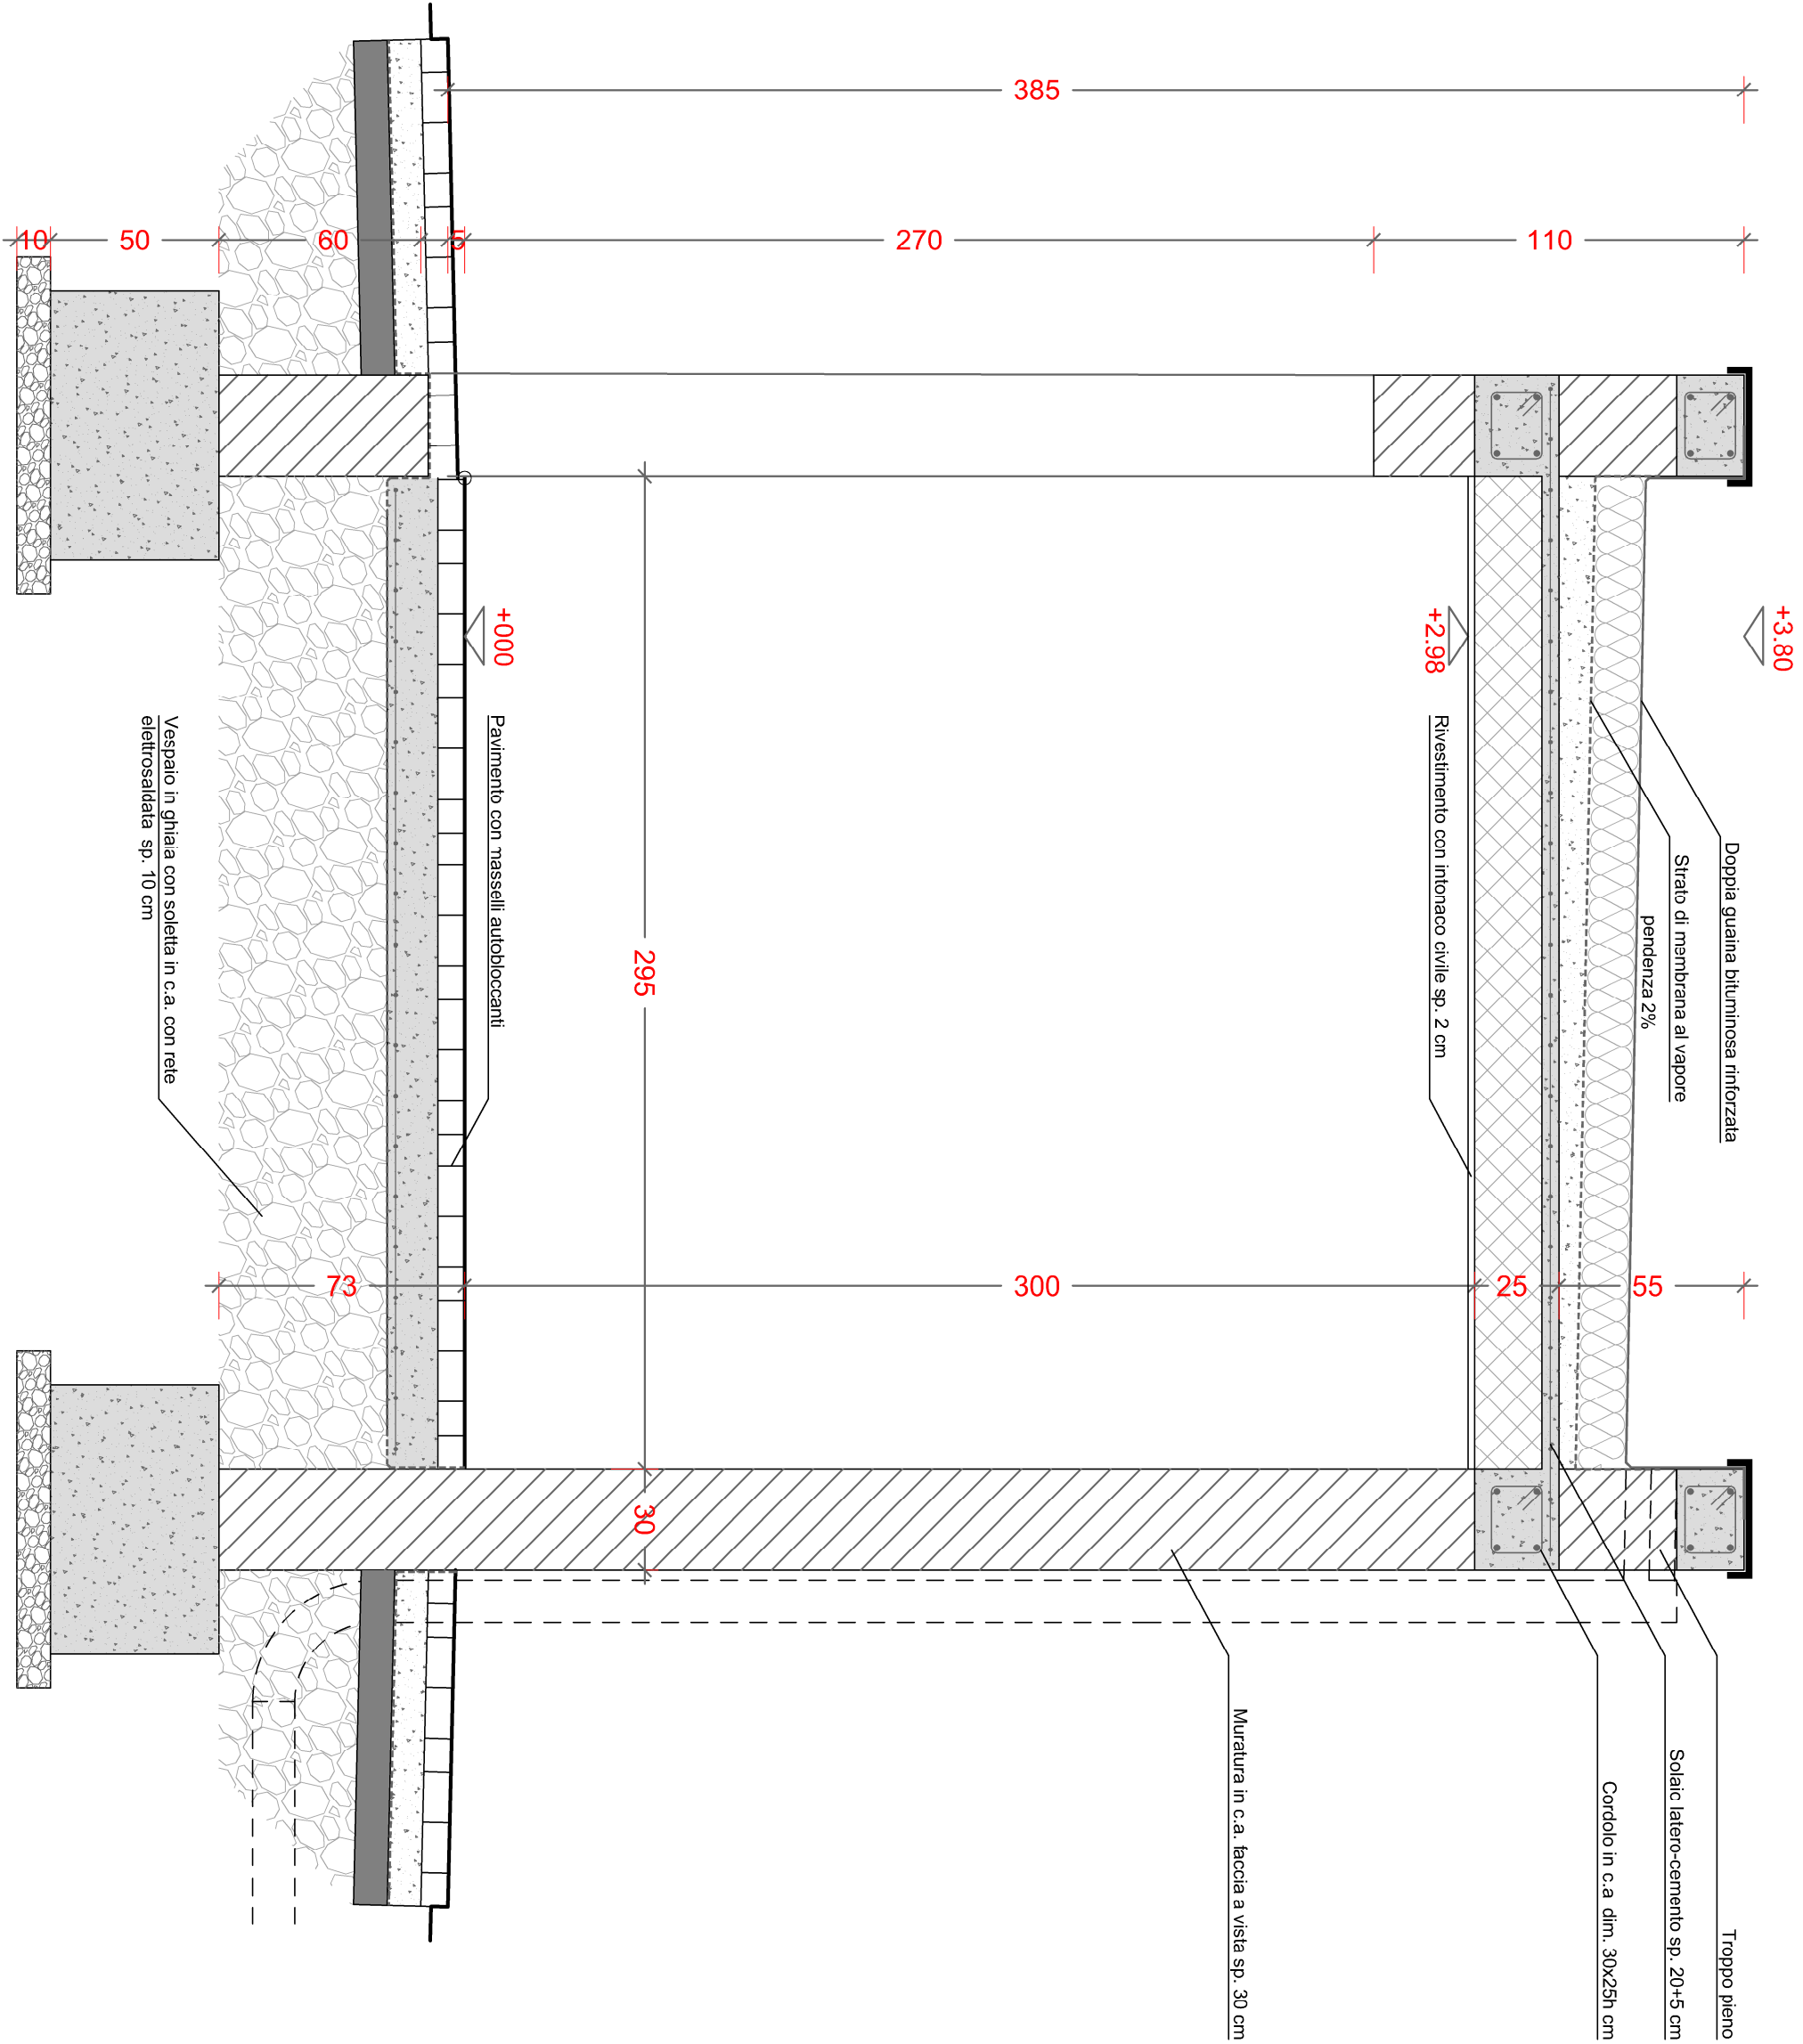 +3.80
Doppia guaina bituminosa rinforzata
Troppo pieno
Strato di membrana al vapore
Solaio latero-cemento sp. 20+5 cm
pendenza 2%
Cordolo in c.a dim. 30x25h cm
110
55
25
+2.98
Rivestimento con intonaco civile sp. 2 cm
Muratura in c.a. faccia a vista sp. 30 cm
385
270
300
295
30
+000
Pavimento con masselli autobloccanti
5
60
73
Vespaio in ghiaia con soletta in c.a. con rete
elettrosaldata sp. 10 cm
50
10